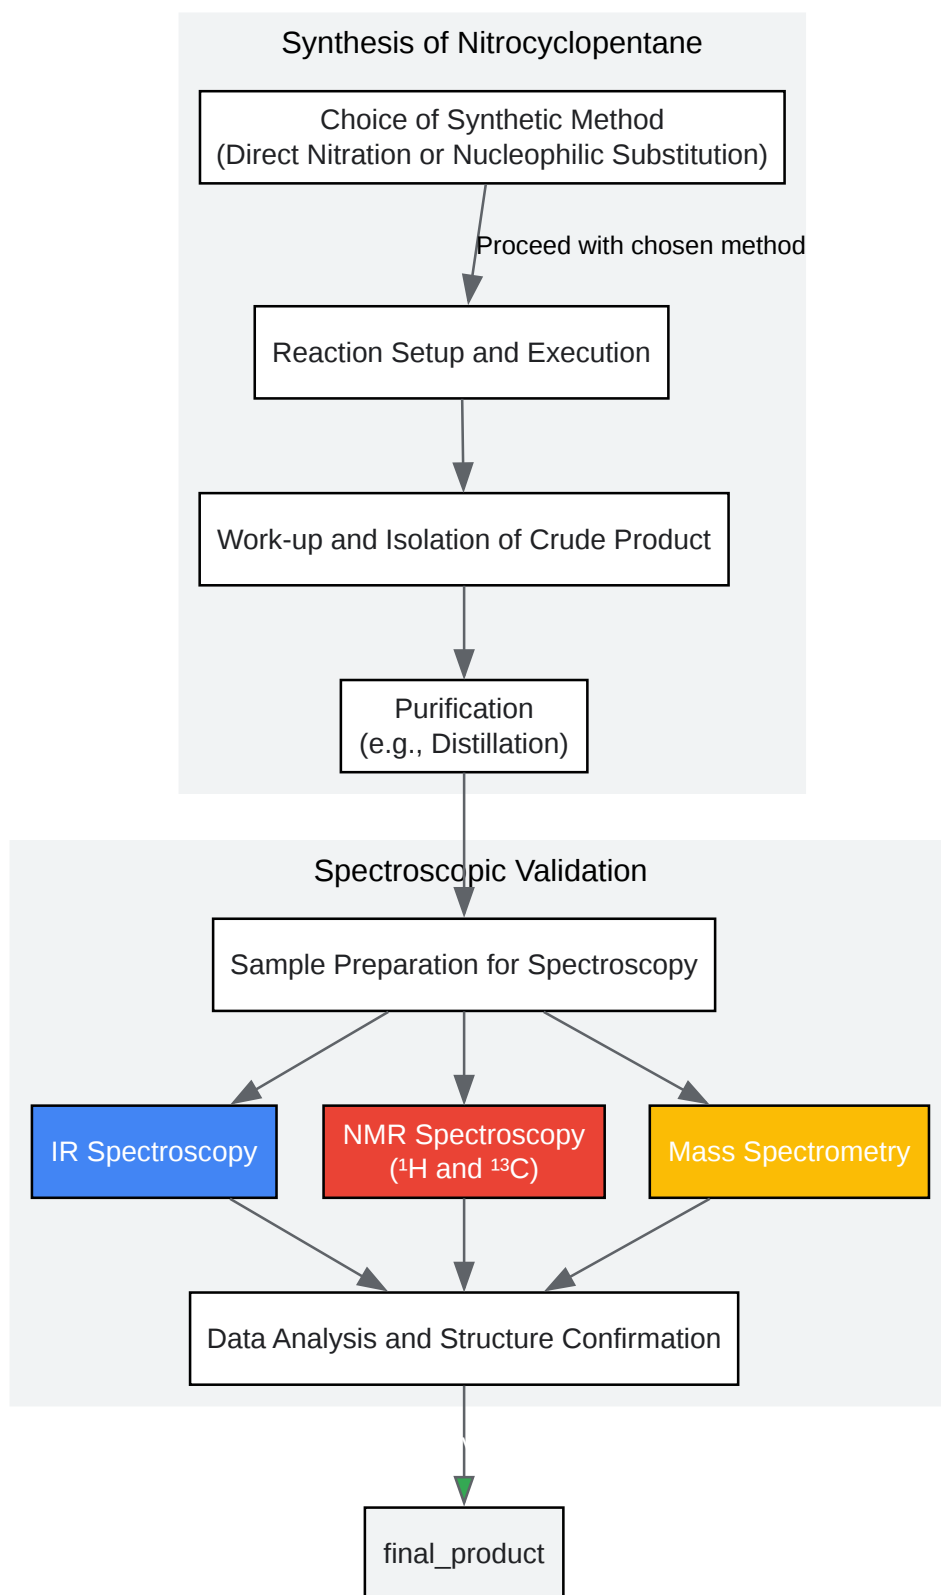 Synthesis of Nitrocyclopentane
Choice of Synthetic Method
(Direct Nitration or Nucleophilic Substitution)
Proceed with chosen method
Reaction Setup and Execution
Work-up and Isolation of Crude Product
Purification
(e.g., Distillation)
Spectroscopic Validation
Sample Preparation for Spectroscopy
IR Spectroscopy
NMR Spectroscopy
(¹H and ¹³C)
Mass Spectrometry
Data Analysis and Structure Confirmation
final_product